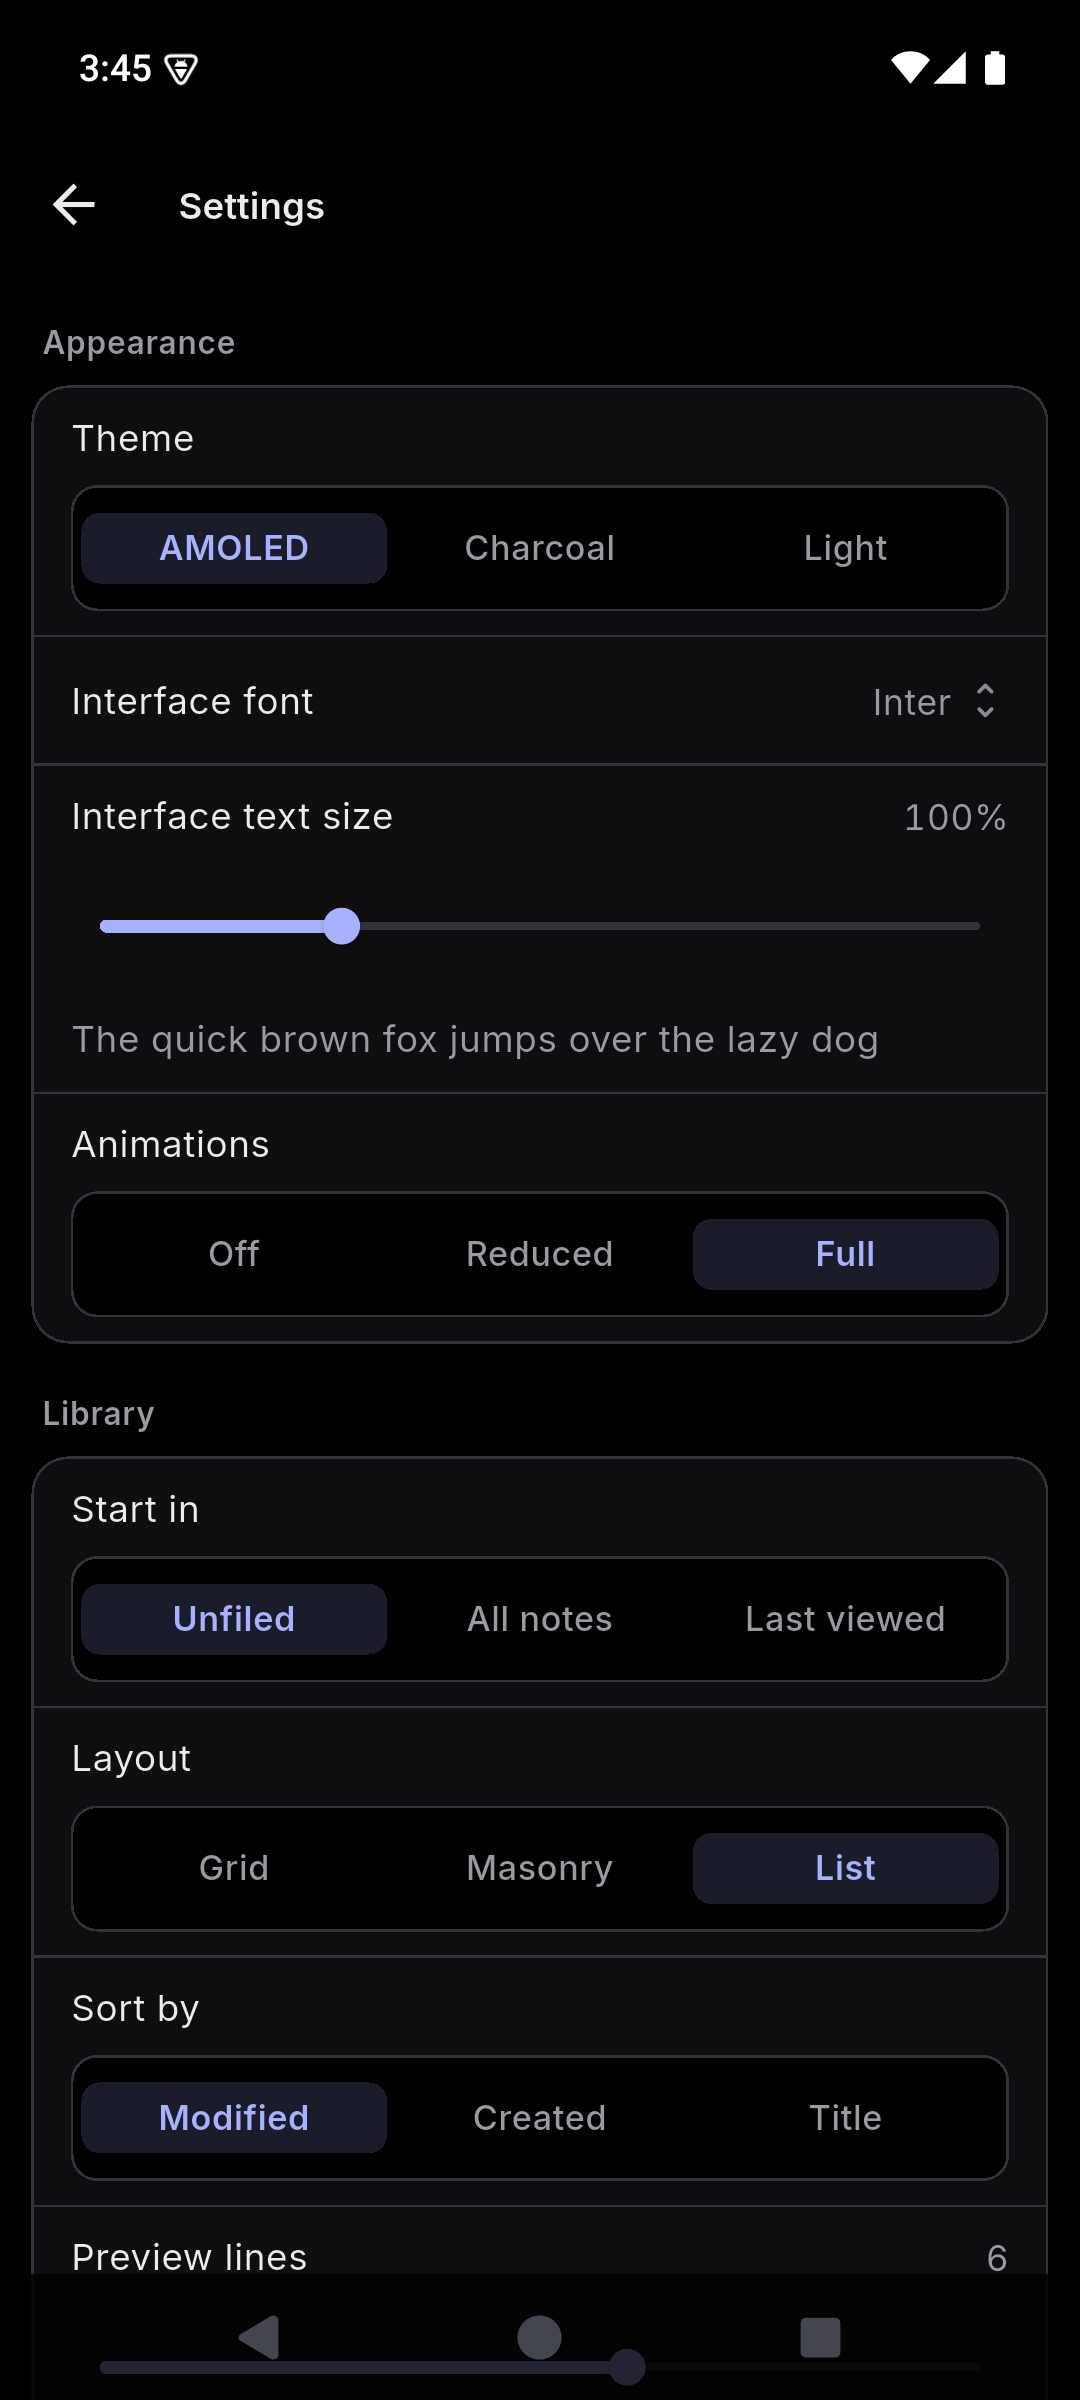 3:45
Settings
Appearance
Theme
AMOLED Charcoal Light
Interface font Inter
Interface text size 100%
The quick brown fox jumps over the lazy dog
Animations
Off Reduced Full
Library
Start in
Unfiled All notes Last viewed
Layout
Grid Masonry List
Sort by
Modified Created Title
Preview lines 6